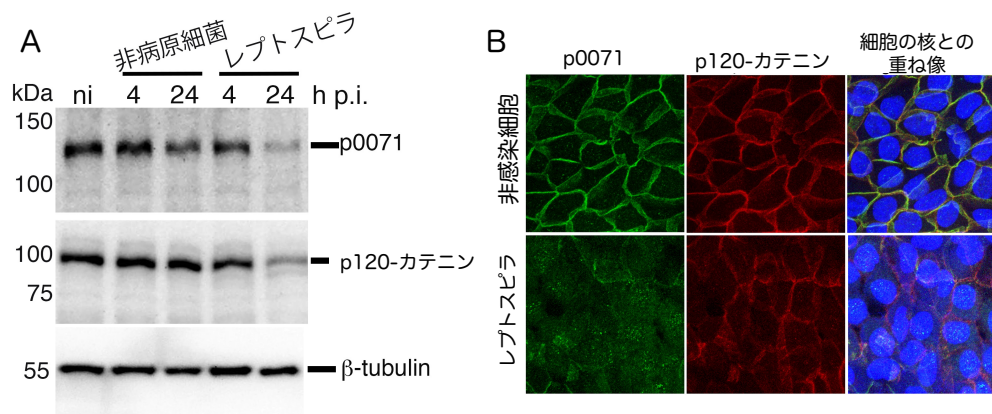 A
非病原細菌
レプトスピラ
kDa
ni
4
24
4
24
h p.i.
150
p0071
100
100
p120-カテニン
75
55
β-tubulin
B
p0071
p120-カテニン
細胞の核との
重ね像
非感染細胞
レプトスピラ